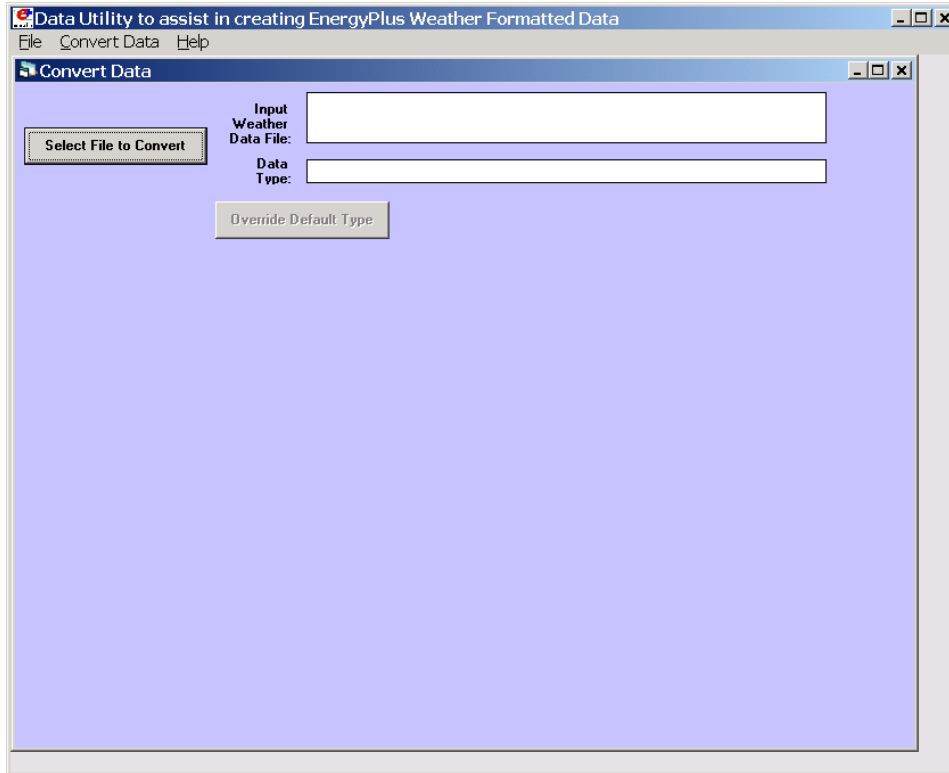 Data Utility to assist in creating EnergyPlus Weather Formatted Data
File Convert Data Help
Convert Data
Select File to Convert
Input
Weather
Data File:
Data
Type:
Override Default Type